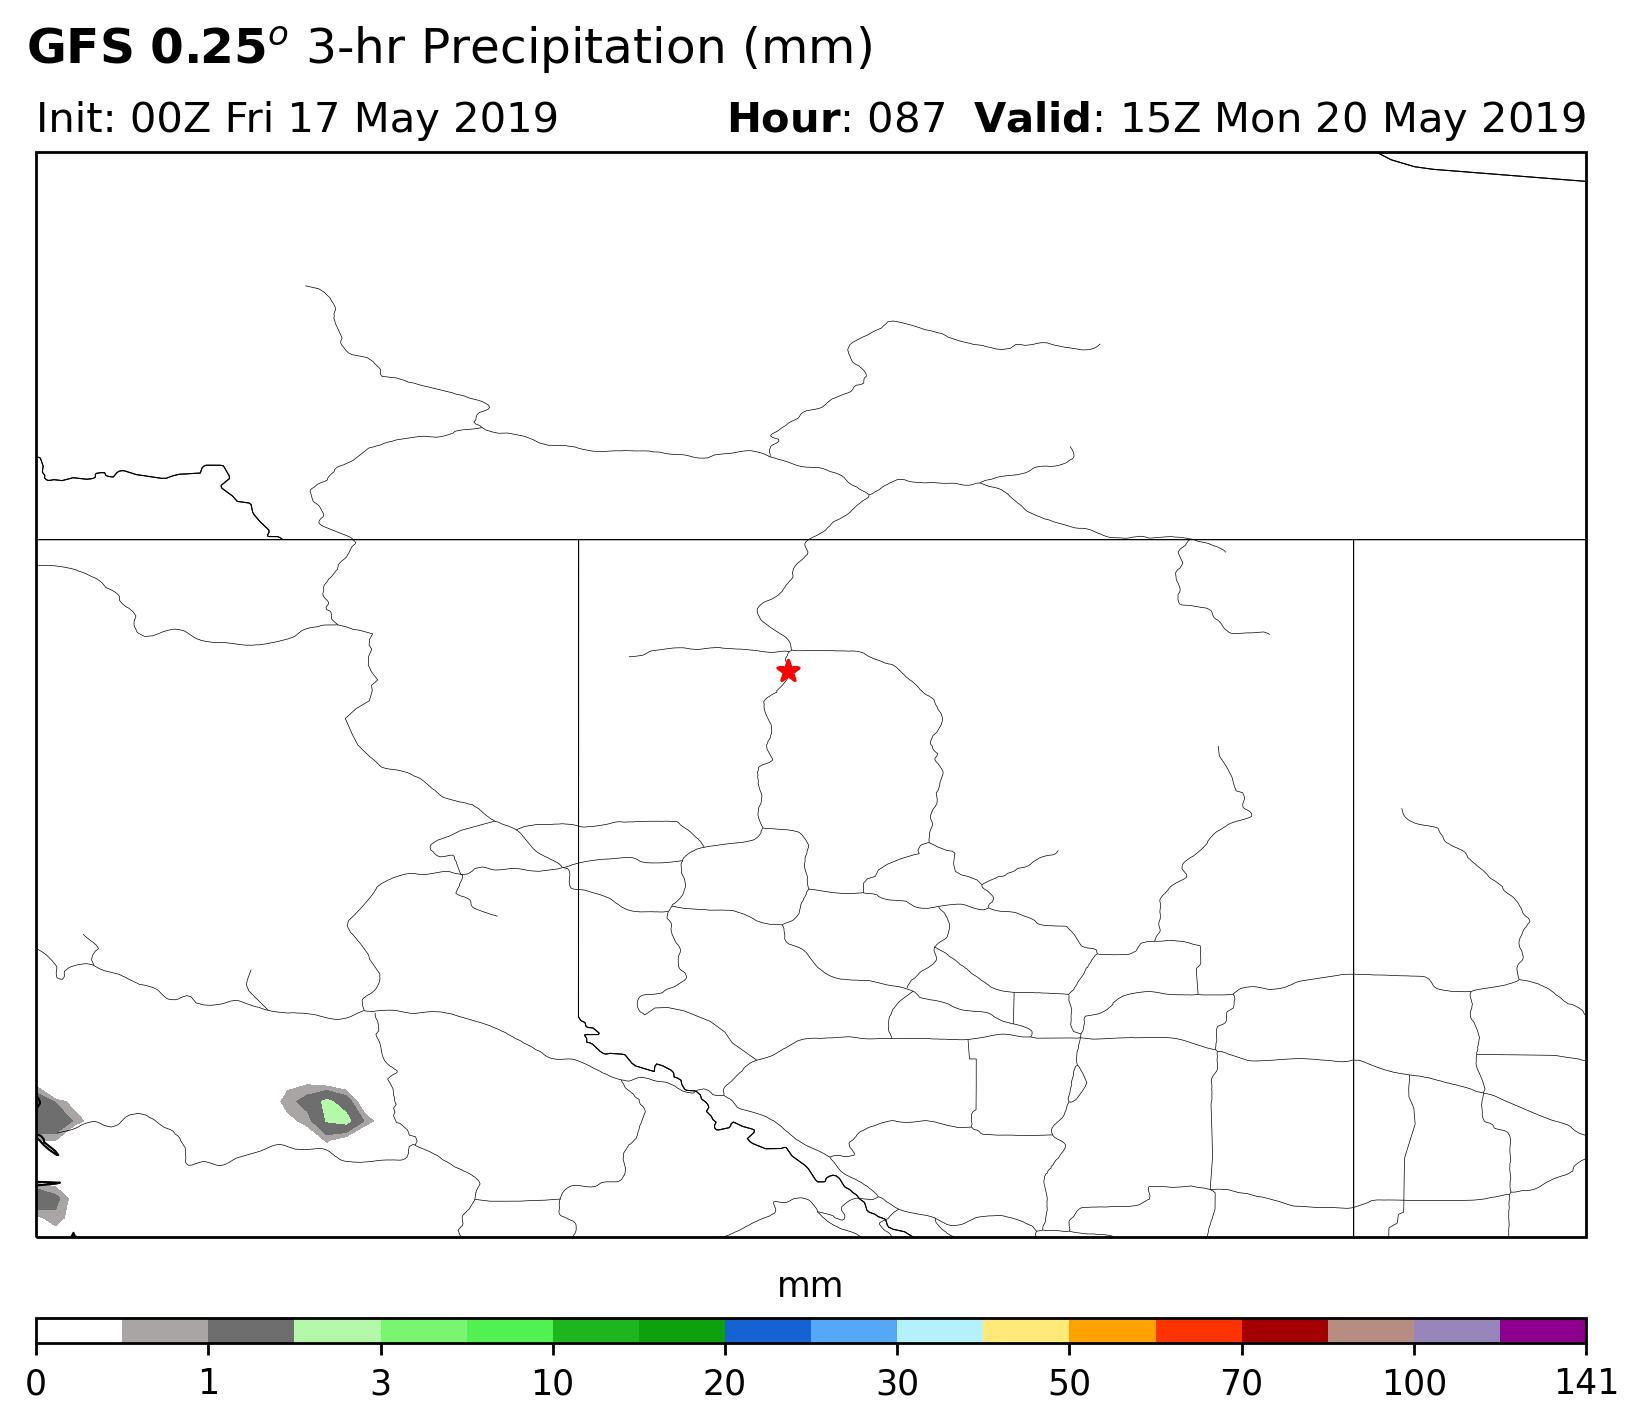 GFS 0.25° 3-hr Precipitation (mm)
Init: 00Z Fri 17 May 2019 Hour: 087 Valid: 15Z Mon 20 May 2019
mm
0 1 3 10 20 30 50 70 100 141